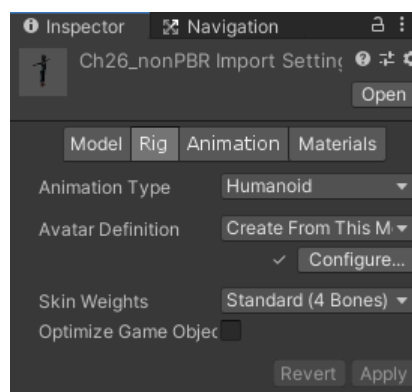 Inspector Navigation
Ch26_nonPBR Import Setting
Open
Model Rig Animation Materials
Animation Type Humanoid
Avatar Definition Create From This M
Configure...
Skin Weights Standard (4 Bones)
Optimize Game Objec
Revert Apply